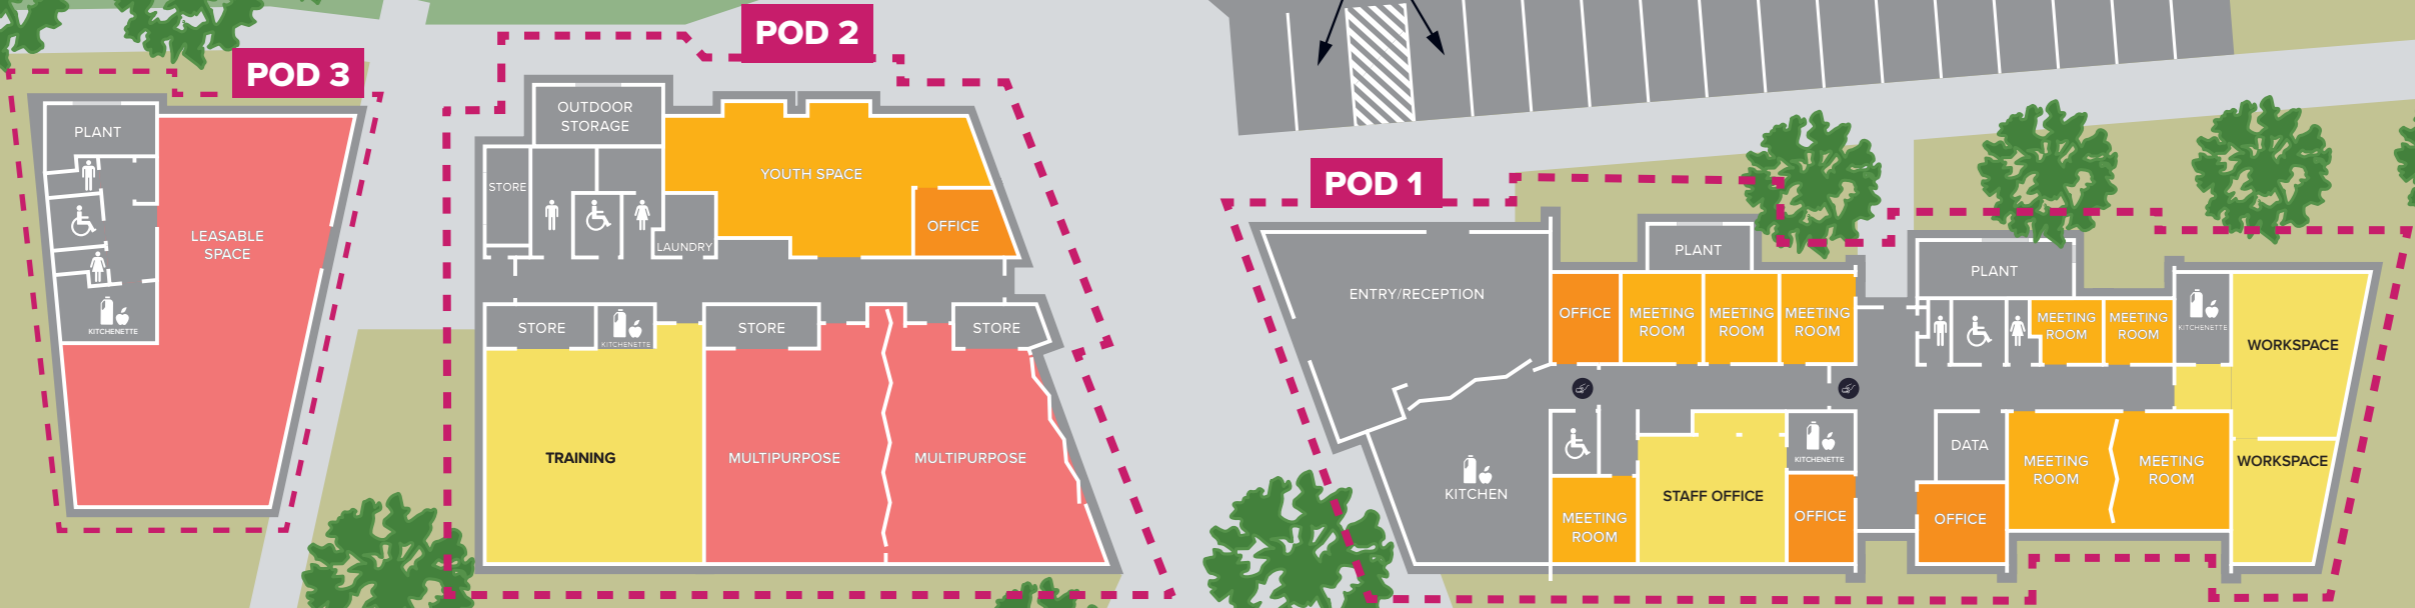 POD 3
PLANT
LEASABLE
SPACE
KITCHENETTE
POD 2
OUTDOOR
STORAGE
YOUTH SPACE
STORE
OFFICE
LAUNDRY
STORE
KITCHENETTE
STORE
STORE
TRAINING
MULTIPURPOSE
MULTIPURPOSE
POD 1
PLANT
ENTRY/RECEPTION
OFFICE
MEETING
ROOM
MEETING
ROOM
MEETING
ROOM
PLANT
MEETING
ROOM
MEETING
ROOM
KITCHENETTE
WORKSPACE
KITCHEN
MEETING
ROOM
STAFF OFFICE
KITCHENETTE
OFFICE
DATA
OFFICE
MEETING
ROOM
MEETING
ROOM
WORKSPACE